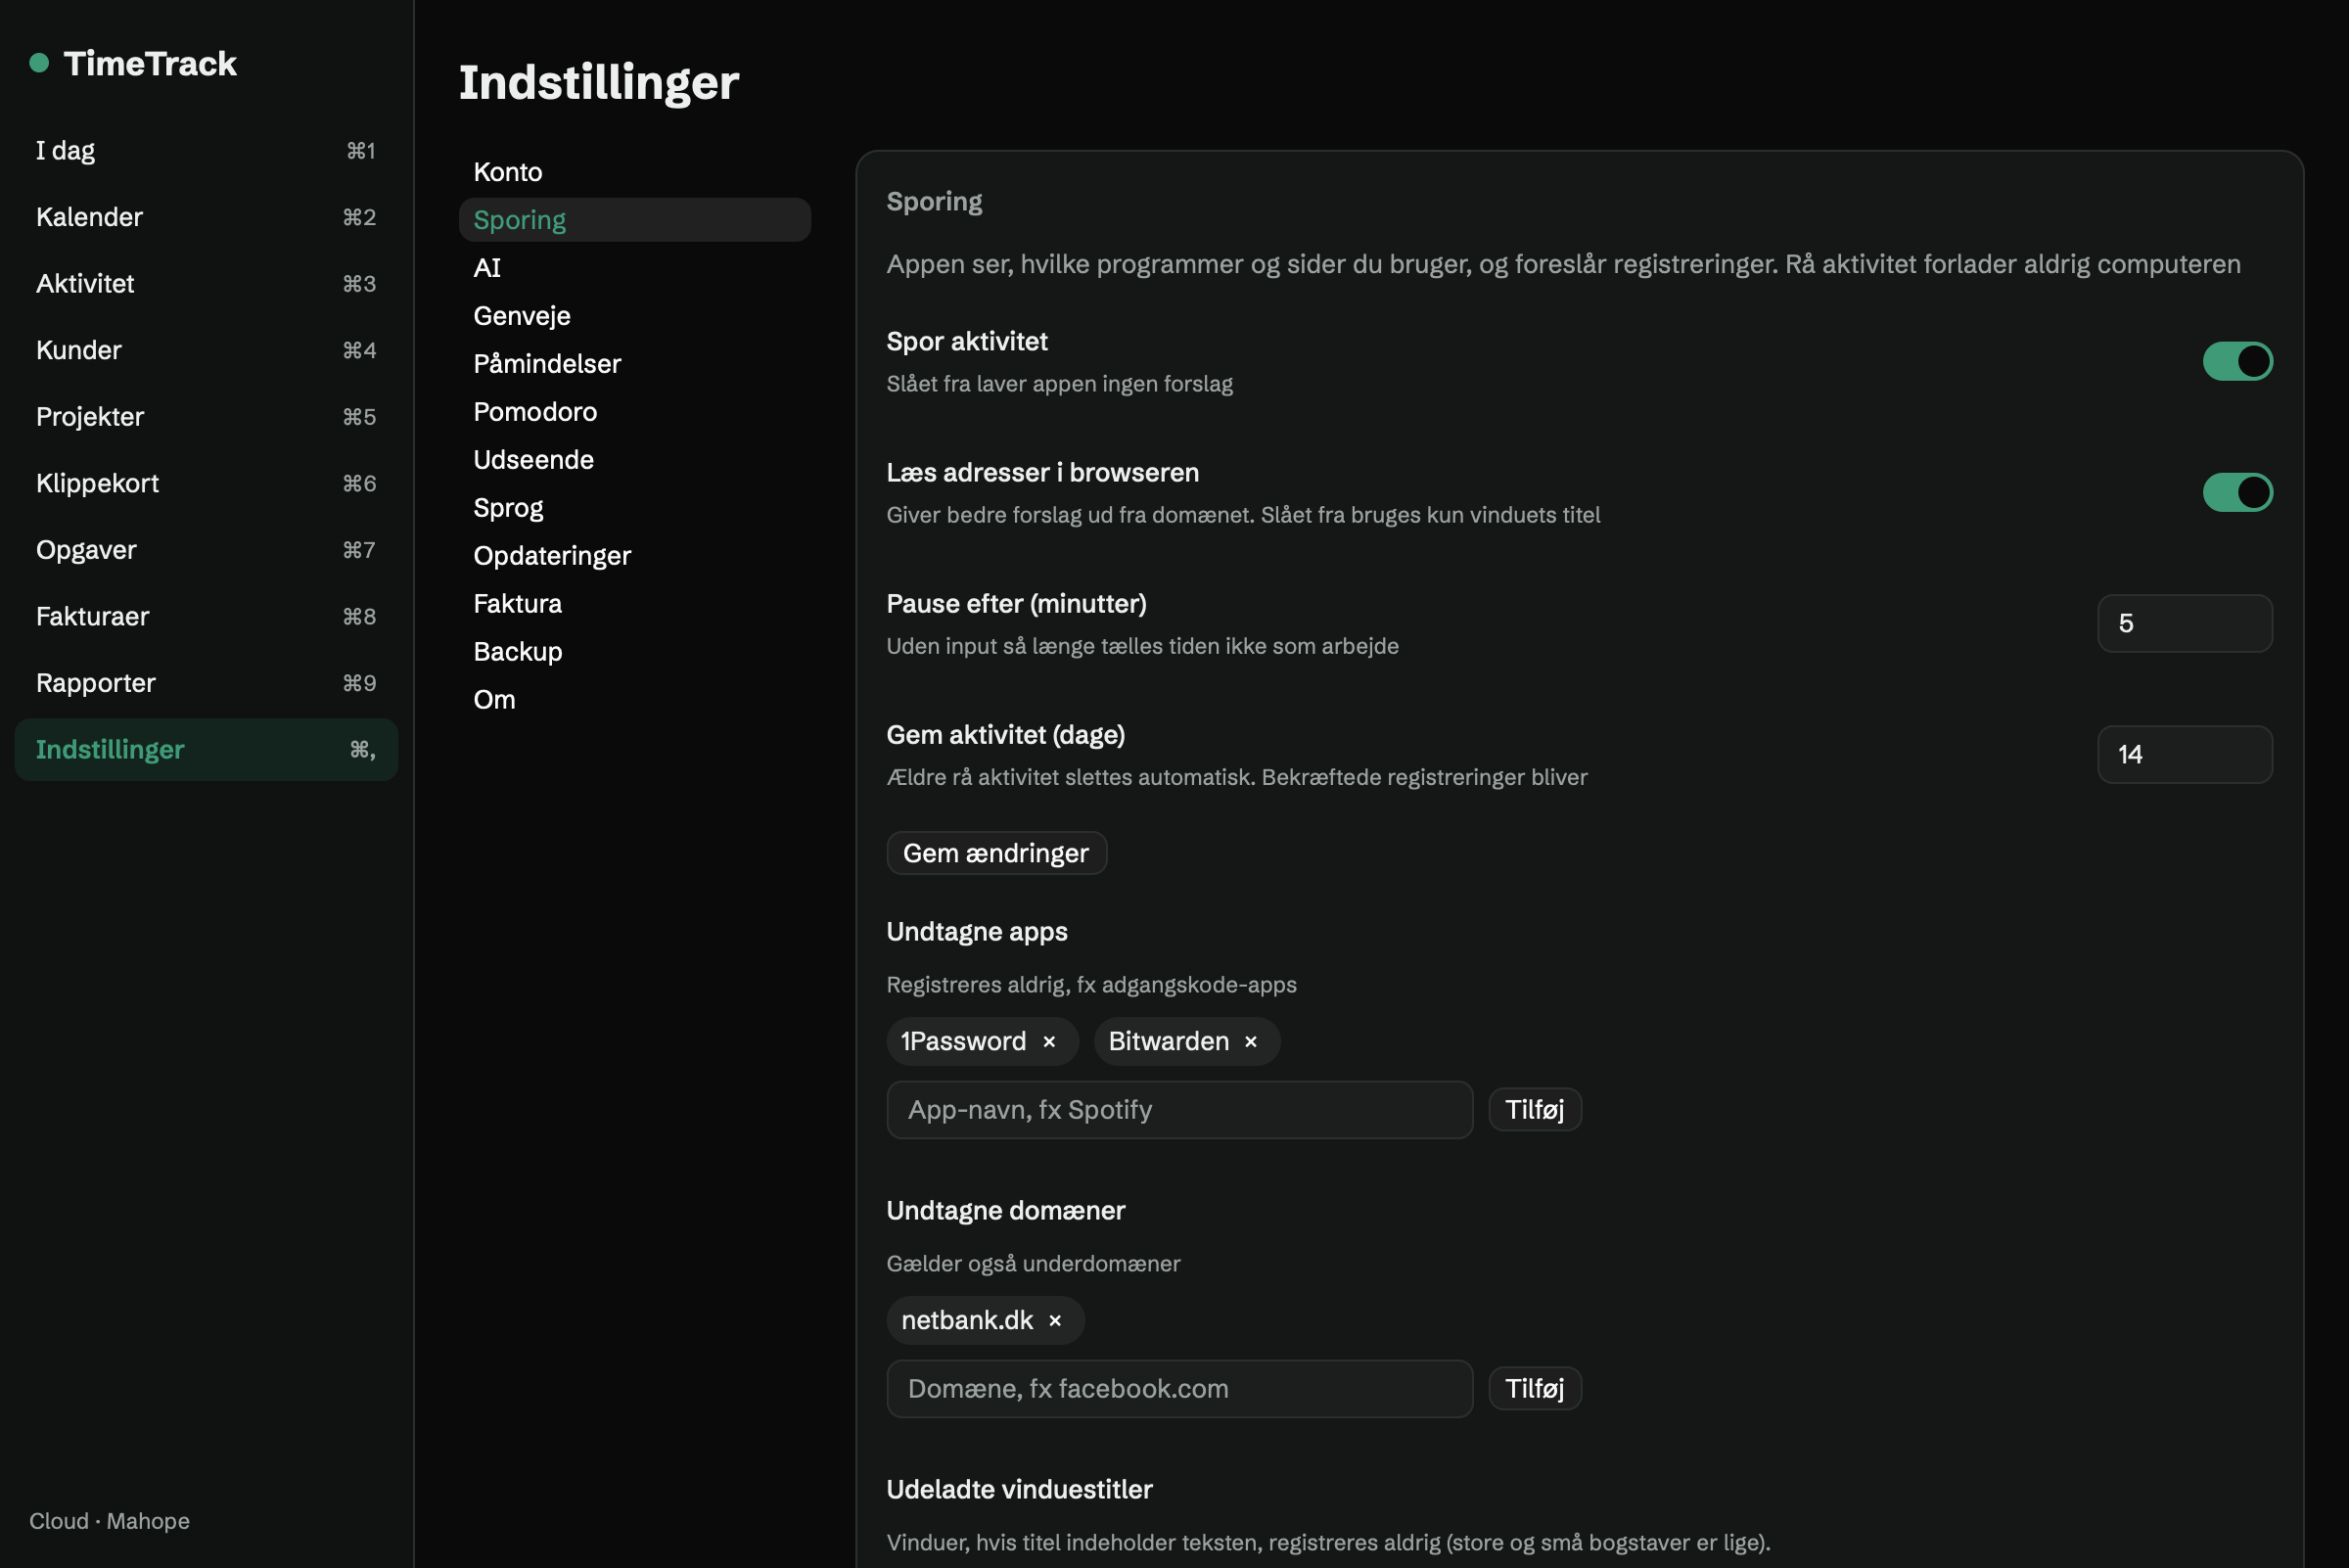 TimeTrack
I dag ⌘1
Kalender ⌘2
Aktivitet ⌘3
Kunder ⌘4
Projekter ⌘5
Klippekort ⌘6
Opgaver ⌘7
Fakturaer ⌘8
Rapporter ⌘9
Indstillinger ⌘,
Cloud · Mahope
Indstillinger
Konto
Sporing
AI
Genveje
Påmindelser
Pomodoro
Udseende
Sprog
Opdateringer
Faktura
Backup
Om
Sporing
Appen ser, hvilke programmer og sider du bruger, og foreslår registreringer. Rå aktivitet forlader aldrig computeren
Spor aktivitet
Slået fra laver appen ingen forslag
Læs adresser i browseren
Giver bedre forslag ud fra domænet. Slået fra bruges kun vinduets titel
Pause efter (minutter)
5
Uden input så længe tælles tiden ikke som arbejde
Gem aktivitet (dage)
14
Ældre rå aktivitet slettes automatisk. Bekræftede registreringer bliver
Gem ændringer
Undtagne apps
Registreres aldrig, fx adgangskode-apps
1Password × Bitwarden ×
App-navn, fx Spotify Tilføj
Undtagne domæner
Gælder også underdomæner
netbank.dk ×
Domæne, fx facebook.com Tilføj
Udeladte vinduestitler
Vinduer, hvis titel indeholder teksten, registreres aldrig (store og små bogstaver er lige).